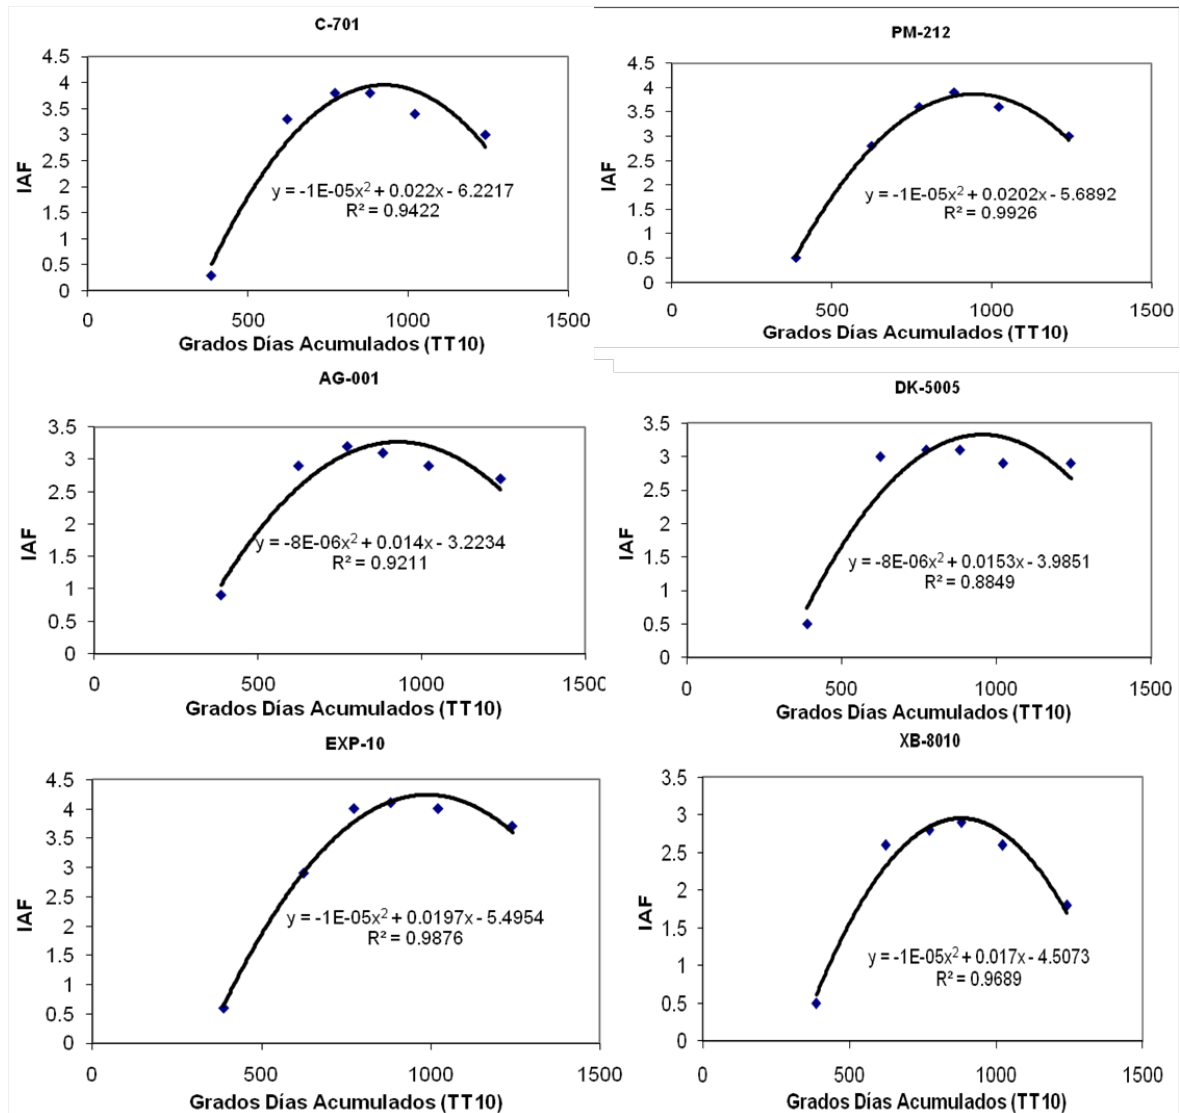 C-701
4.5
4
3.5
3
2.5
2
1.5
1
0.5
0
IAF
y = -1E-05x² + 0.022x - 6.2217
R² = 0.9422
0 500 1000 1500
Grados Días Acumulados (TT10)
PM-212
4.5
4
3.5
3
2.5
2
1.5
1
0.5
0
IAF
y = -1E-05x² + 0.0202x - 5.6892
R² = 0.9926
0 500 1000 1500
Grados Días Acumulados (TT10)
AG-001
3.5
3
2.5
2
1.5
1
0.5
0
IAF
y = -8E-06x² + 0.014x - 3.2234
R² = 0.9211
0 500 1000 1500
Grados Días Acumulados (TT10)
DK-5005
3.5
3
2.5
2
1.5
1
0.5
0
IAF
y = -8E-06x² + 0.0153x - 3.9851
R² = 0.8849
0 500 1000 1500
Grados Días Acumulados (TT10)
EXP-10
4.5
4
3.5
3
2.5
2
1.5
1
0.5
0
IAF
y = -1E-05x² + 0.0197x - 5.4954
R² = 0.9876
0 500 1000 1500
Grados Días Acumulados (TT10)
XB-8010
3.5
3
2.5
2
1.5
1
0.5
0
IAF
y = -1E-05x² + 0.017x - 4.5073
R² = 0.9689
0 500 1000 1500
Grados Días Acumulados (TT10)